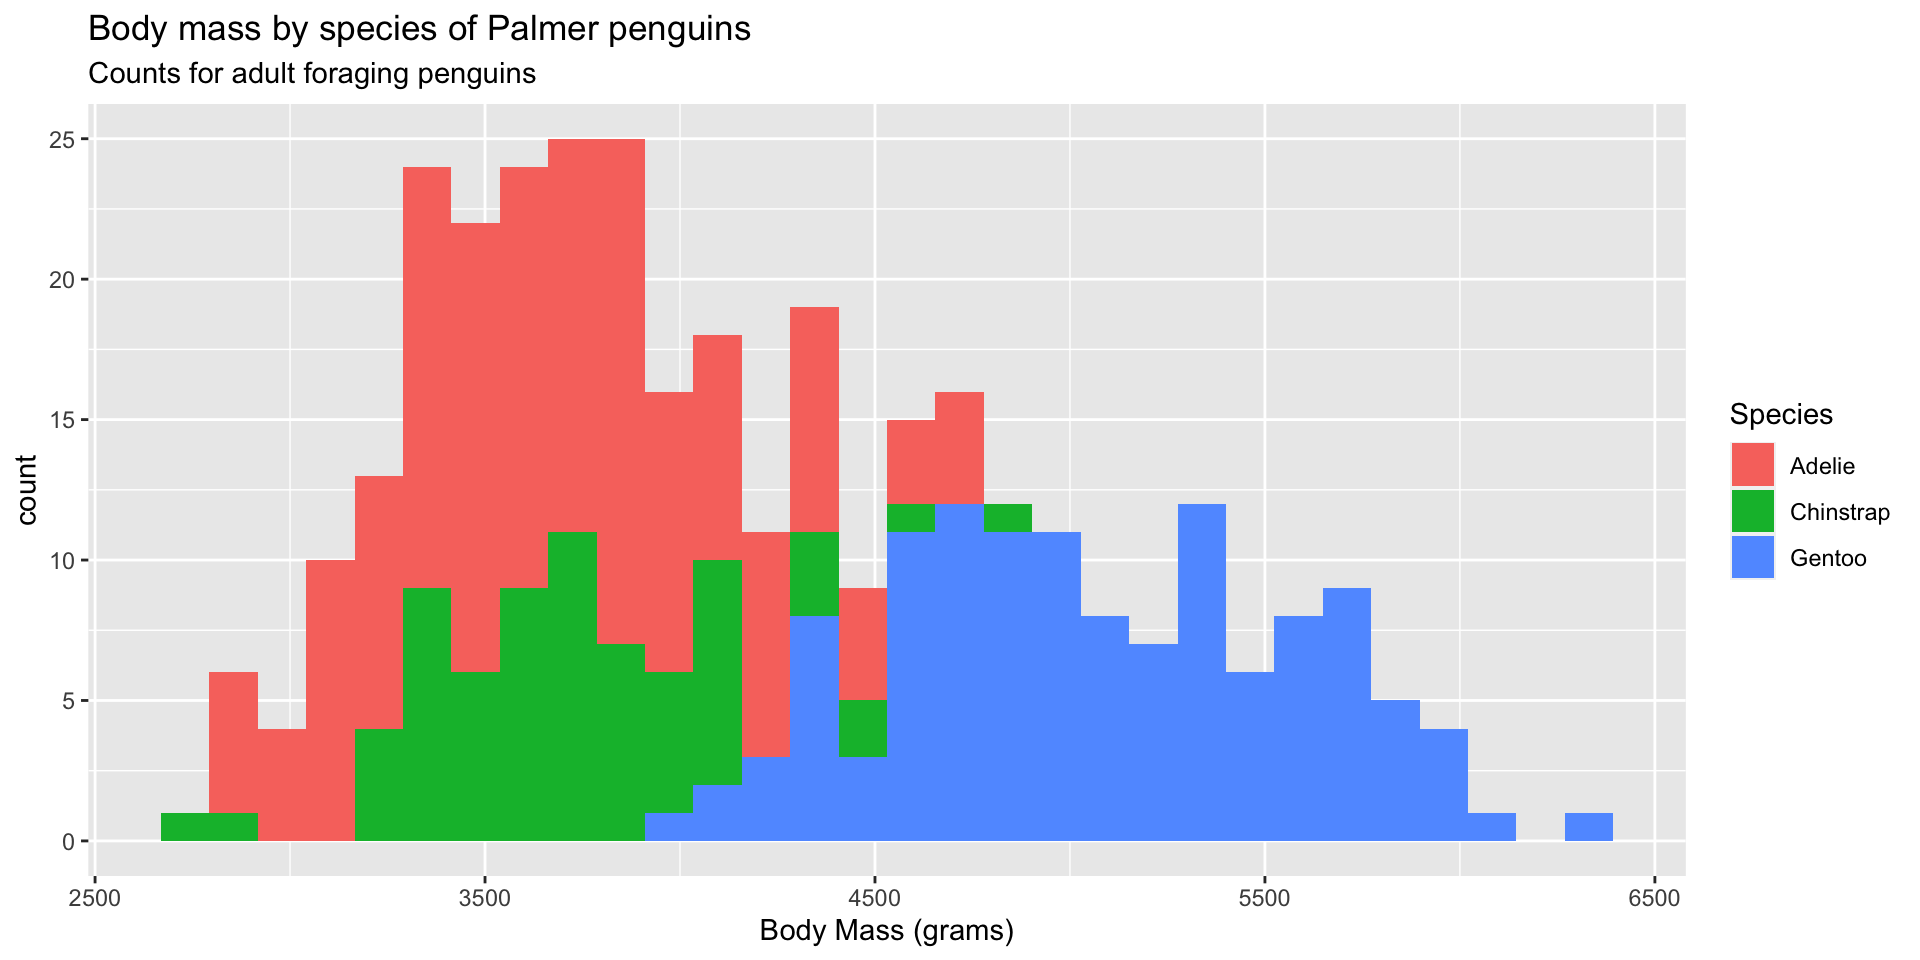 Body mass by species of Palmer penguins
Counts for adult foraging penguins
25
20
15
10
5
0
count
2500 3500 4500 5500 6500
Body Mass (grams)
Species
Adelie
Chinstrap
Gentoo